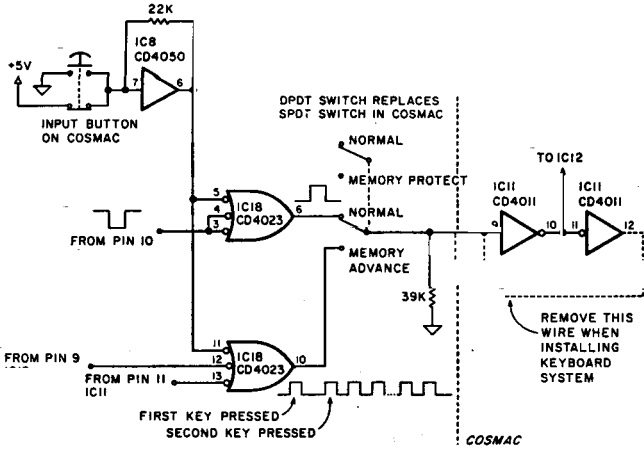 22K
IC8
CD4050
+5V
7
6
INPUT BUTTON
ON COSMAC
DPDT SWITCH REPLACES
SPDT SWITCH IN COSMAC
NORMAL
MEMORY PROTECT
TO IC12
IC11
CD4011
IC11
CD4011
5
4
3
IC18
CD4023
6
NORMAL
9
10
11
12
FROM PIN 10
MEMORY
ADVANCE
39K
REMOVE THIS
WIRE WHEN
INSTALLING
KEYBOARD
SYSTEM
11
12
13
IC18
CD4023
10
FROM PIN 9
FROM PIN 11
IC11
FIRST KEY PRESSED
SECOND KEY PRESSED
COSMAC